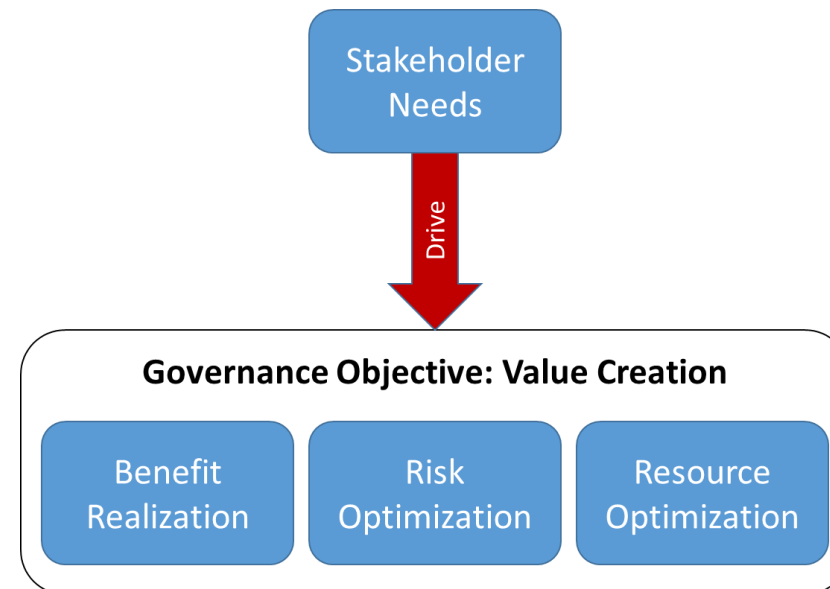 Stakeholder
Needs
Drive
Governance Objective: Value Creation
Benefit
Realization
Risk
Optimization
Resource
Optimization